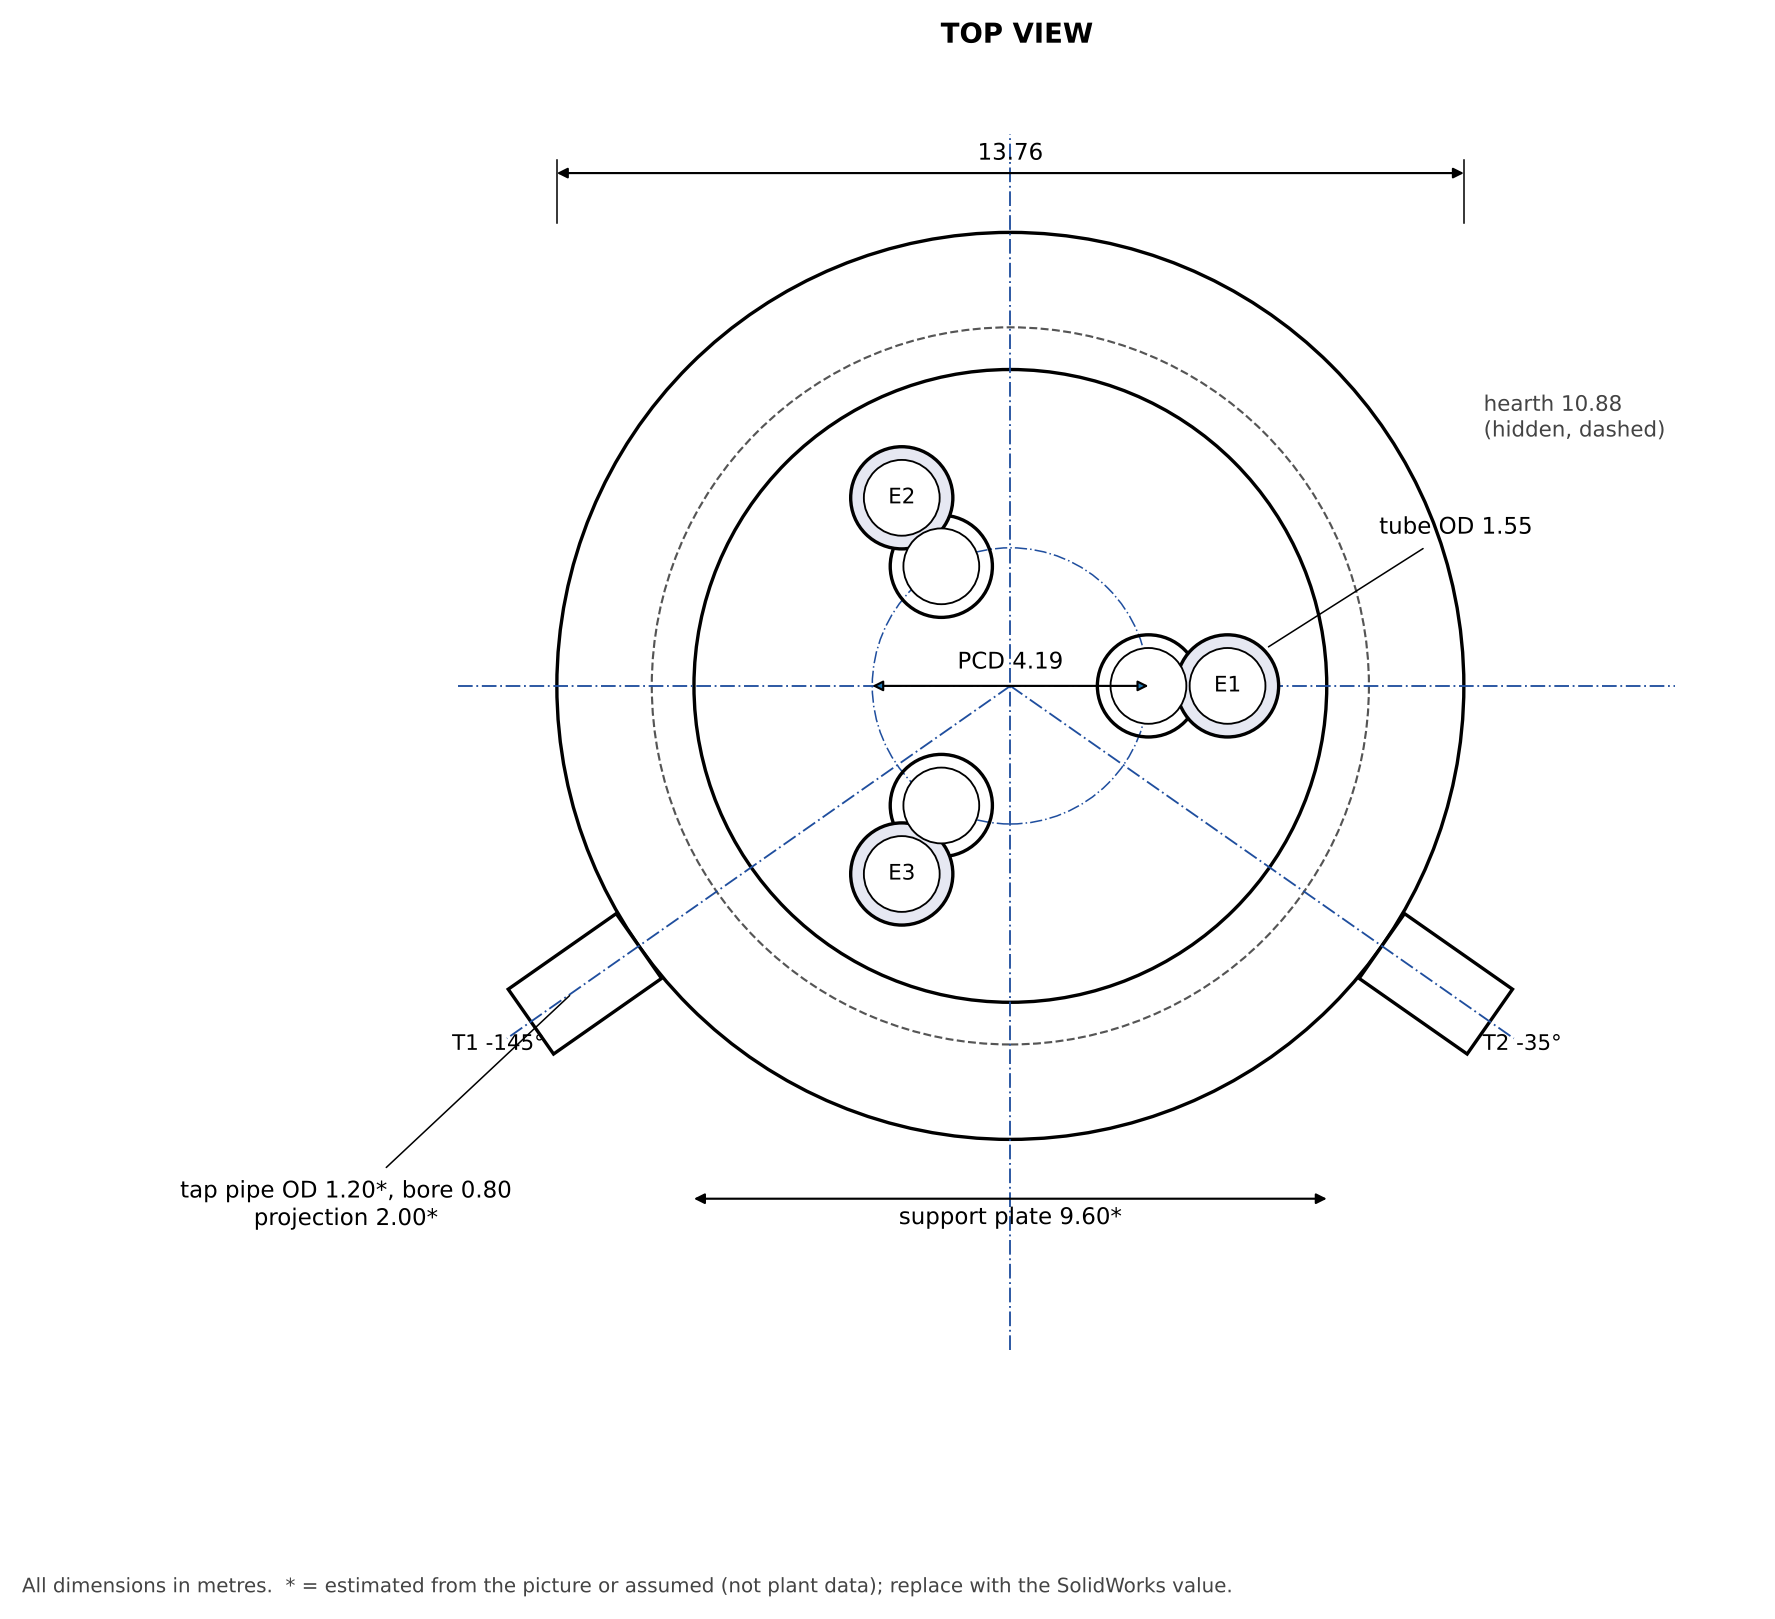 TOP VIEW
13.76
hearth 10.88
(hidden, dashed)
E2
tube OD 1.55
PCD 4.19
E1
E3
T1 -145°
T2 -35°
tap pipe OD 1.20*, bore 0.80
projection 2.00*
support plate 9.60*
All dimensions in metres.  * = estimated from the picture or assumed (not plant data); replace with the SolidWorks value.